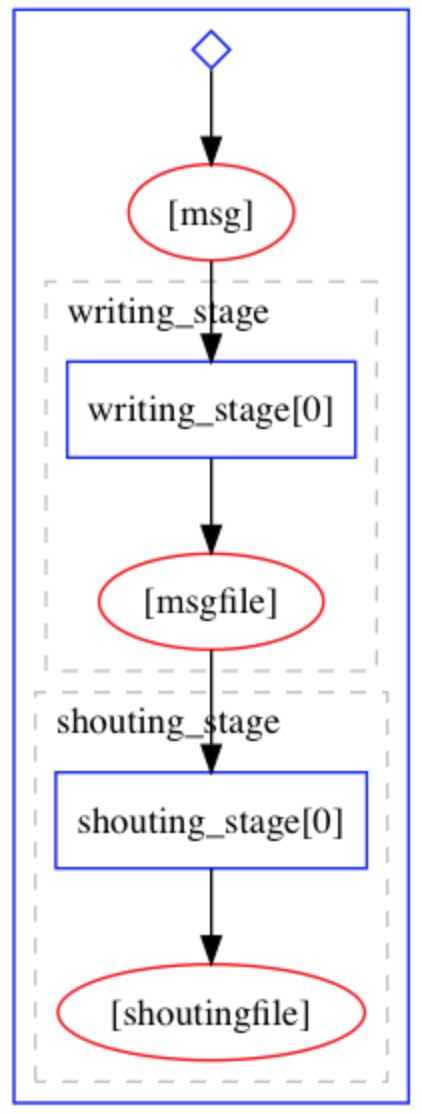 [msg]
writing_stage
writing_stage[0]
[msgfile]
shouting_stage
shouting_stage[0]
[shoutingfile]